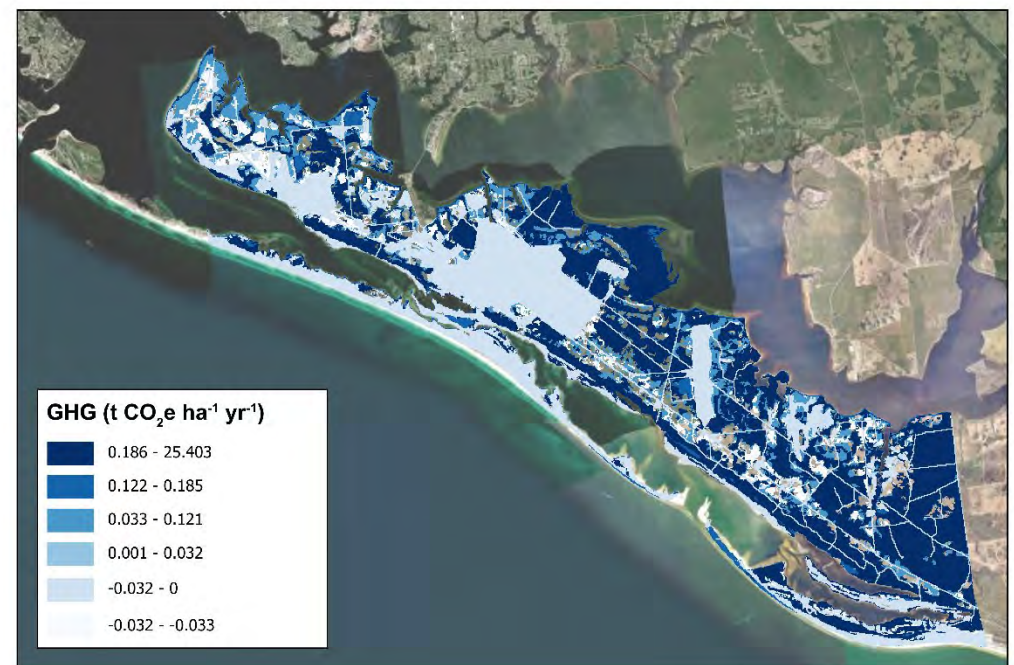 GHG (t CO₂e ha⁻¹ yr⁻¹)
0.186 - 25.403
0.122 - 0.185
0.033 - 0.121
0.001 - 0.032
-0.032 - 0
-0.032 - -0.033